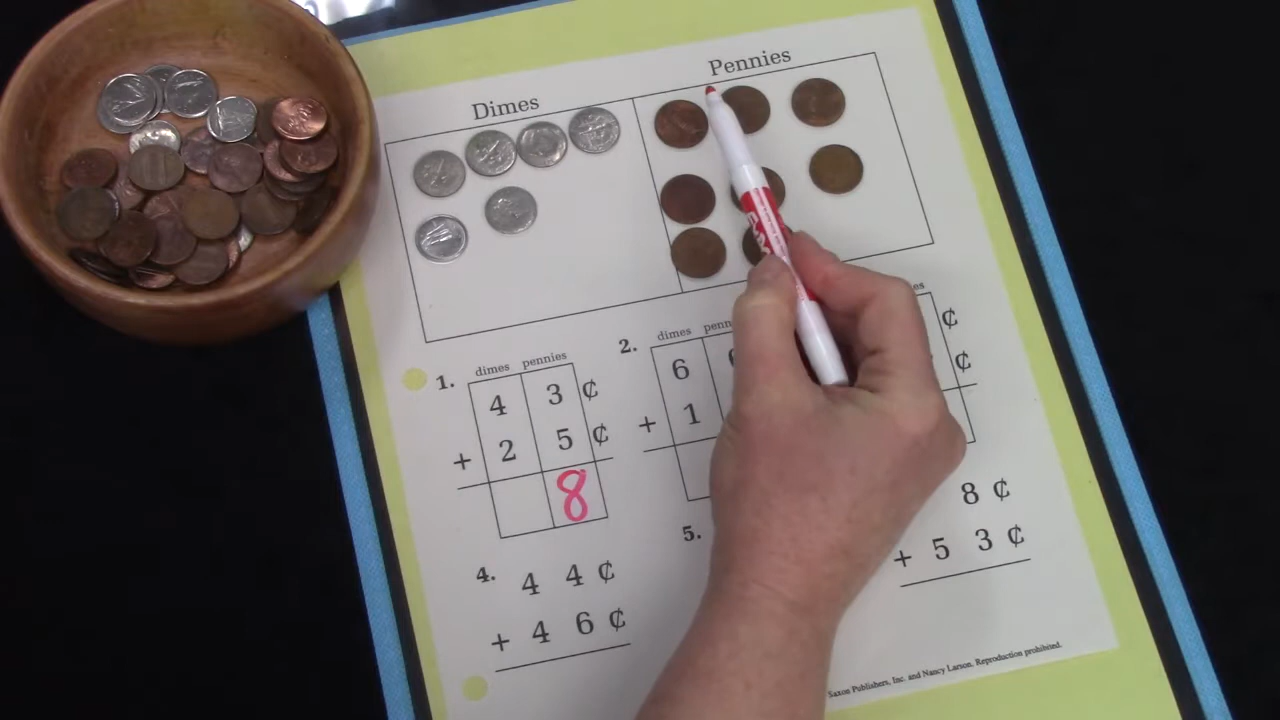 Pennies
Dimes
1.
dimes pennies
4 3 ¢
+ 2 5 ¢
8
2.
dimes
6
+ 1
¢
¢
4.
4 4 ¢
+ 4 6 ¢
5.
8 ¢
+ 5 3 ¢
Saxon Publishers, Inc. and Nancy Larson. Reproduction prohibited.